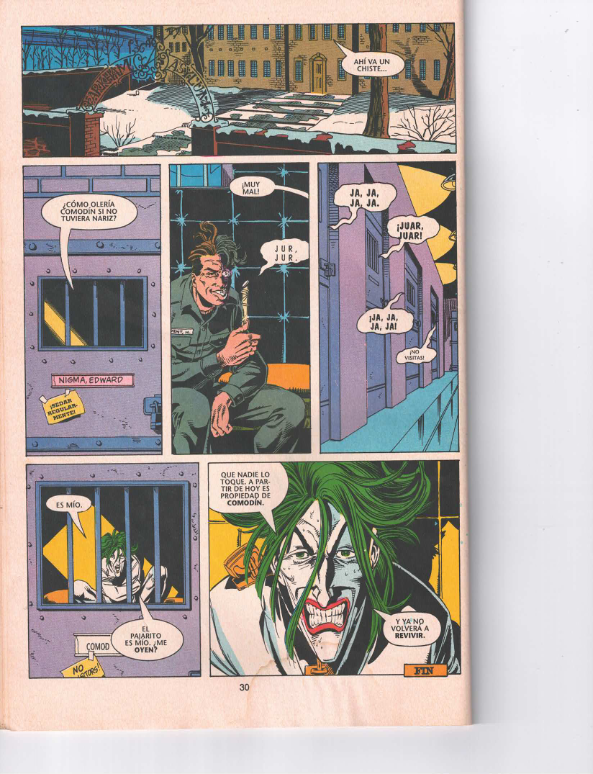 AHÍ VA UN
CHISTE...
¿CÓMO OLERÍA
COMODÍN SI NO
TUVIERA NARIZ?
NIGMA, EDWARD
¡SEDAR
REGULAR-
MENTE!
¡MUY
MAL!
JUR,
JUR.
JA, JA,
JA, JA.
¡JUAR,
JUAR!
¡JA, JA,
JA, JA!
¡NO
VISITAS!
ES MÍO.
EL
PAJARITO
ES MÍO. ¿ME
OYEN?
COMOD
NO
QUE NADIE LO
TOQUE. A PAR-
TIR DE HOY ES
PROPIEDAD DE
COMODÍN.
Y YA NO
VOLVERÁ A
REVIVIR.
FIN
30